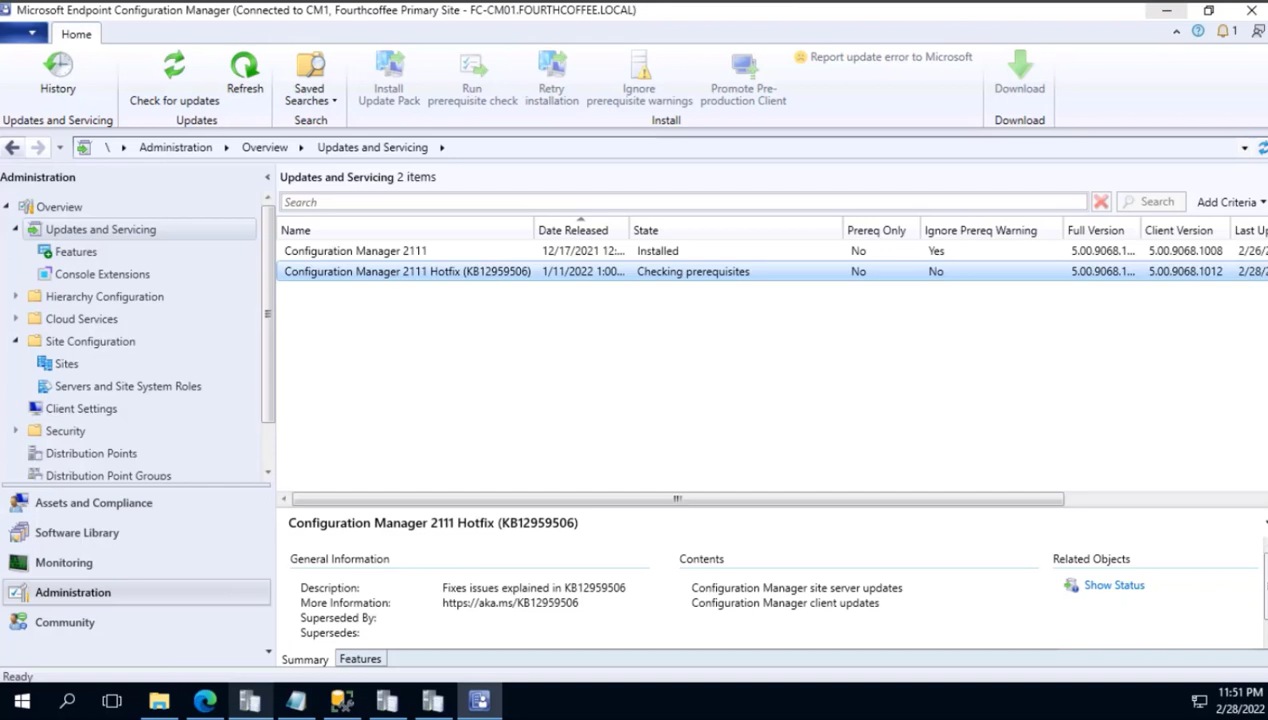 Microsoft Endpoint Configuration Manager (Connected to CM1, Fourthcoffee Primary Site - FC-CM01.FOURTHCOFFEE.LOCAL)
Home
1
History
Check for updates
Refresh
Saved Searches
Install Update Pack
Run prerequisite check
Retry installation
Ignore prerequisite warnings
Promote Pre-production Client
Report update error to Microsoft
Download
Updates and Servicing
Updates
Search
Install
Download
\ Administration Overview Updates and Servicing
Administration
Updates and Servicing 2 items
Search
Search
Add Criteria
Overview
Updates and Servicing
Features
Console Extensions
Hierarchy Configuration
Cloud Services
Site Configuration
Sites
Servers and Site System Roles
Client Settings
Security
Distribution Points
Distribution Point Groups
Name Date Released State Prereq Only Ignore Prereq Warning Full Version Client Version Last Up
Configuration Manager 2111 12/17/2021 12:... Installed No Yes 5.00.9068.1... 5.00.9068.1008 2/26/
Configuration Manager 2111 Hotfix (KB12959506) 1/11/2022 1:00... Checking prerequisites No No 5.00.9068.1... 5.00.9068.1012 2/28/
Assets and Compliance
Software Library
Monitoring
Administration
Community
Configuration Manager 2111 Hotfix (KB12959506)
General Information
Description: Fixes issues explained in KB12959506
More Information: https://aka.ms/KB12959506
Superseded By:
Supersedes:
Contents
Configuration Manager site server updates
Configuration Manager client updates
Related Objects
Show Status
Summary
Features
Ready
11:51 PM
2/28/2022